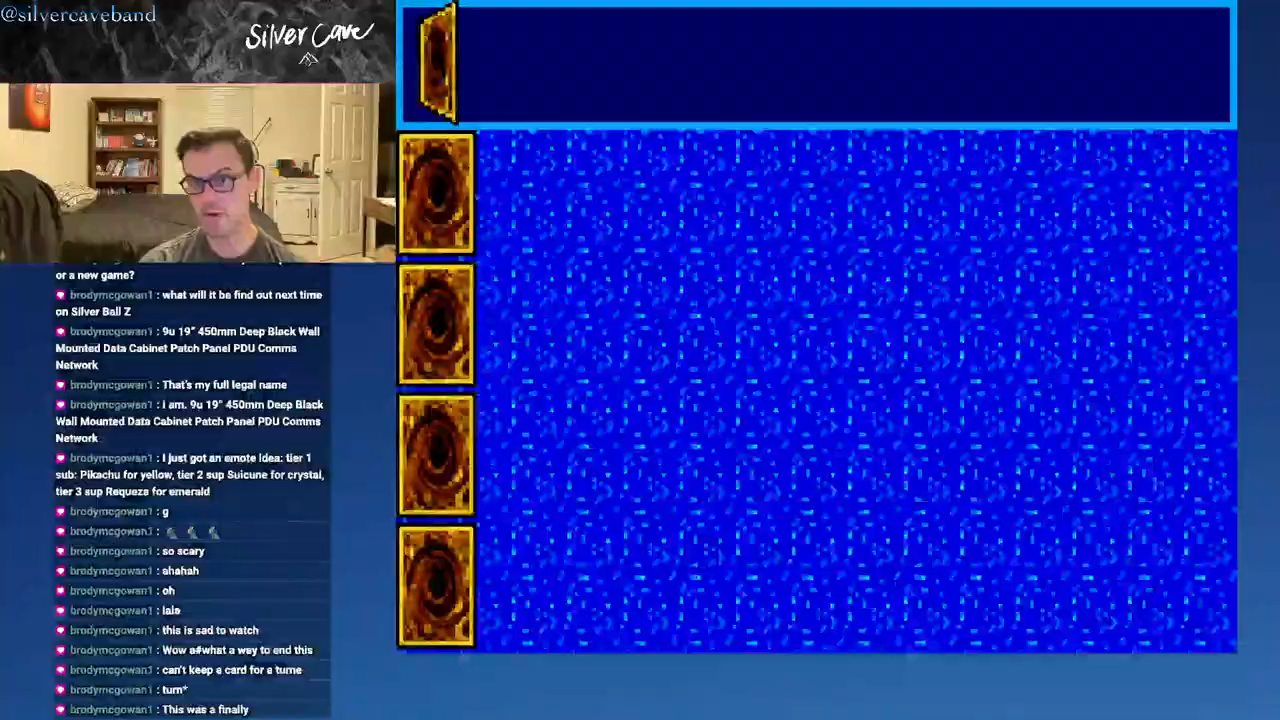 @silvercaveband
Silver Cave
or a new game?
brodymcgowan1 : what will it be find out next time
on Silver Ball Z
brodymcgowan1 : 9u 19" 450mm Deep Black Wall
Mounted Data Cabinet Patch Panel PDU Comms
Network
brodymcgowan1 : That's my full legal name
brodymcgowan1 : i am. 9u 19" 450mm Deep Black
Wall Mounted Data Cabinet Patch Panel PDU Comms
Network
brodymcgowan1 : I just got an emote idea: tier 1
sub: Pikachu for yellow, tier 2 sup Suicune for crystal,
tier 3 sup Requeza for emerald
brodymcgowan1 : g
brodymcgowan1 :
brodymcgowan1 : so scary
brodymcgowan1 : ahahah
brodymcgowan1 : oh
brodymcgowan1 : lala
brodymcgowan1 : this is sad to watch
brodymcgowan1 : Wow a#what a way to end this
brodymcgowan1 : can't keep a card for a turne
brodymcgowan1 : turn*
brodymcgowan1 : This was a finally